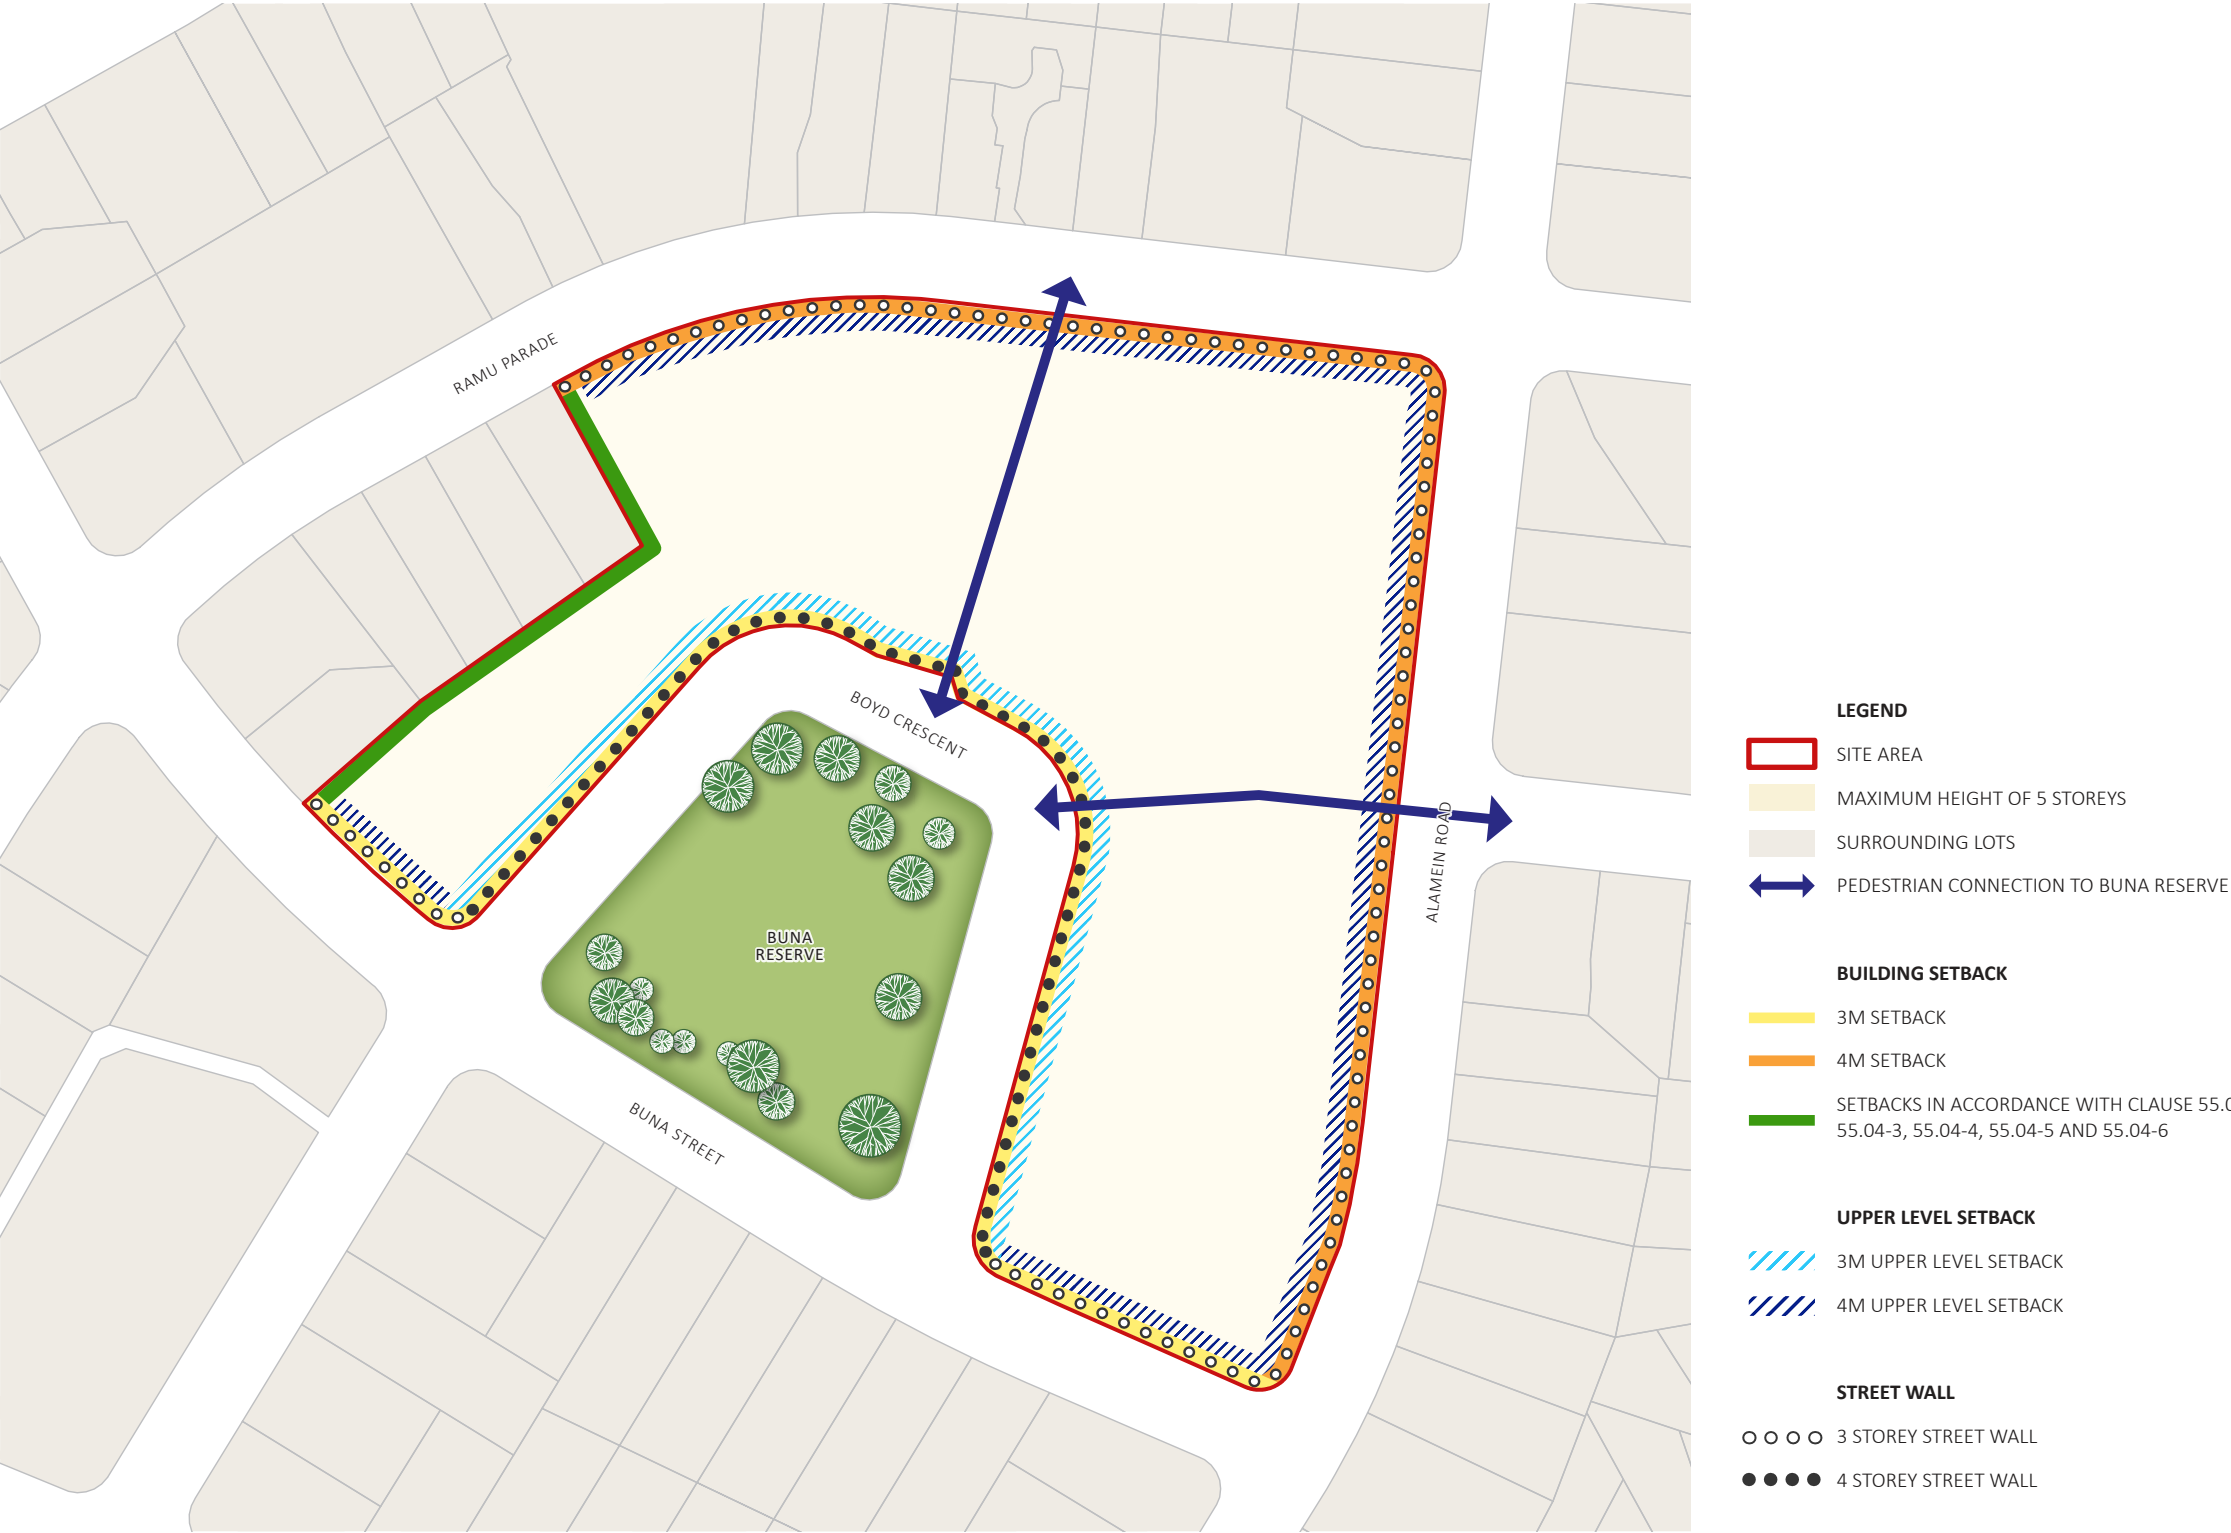 RAMU PARADE
BOYD CRESCENT
ALAMEIN ROAD
BUNA
RESERVE
BUNA STREET
LEGEND
SITE AREA
MAXIMUM HEIGHT OF 5 STOREYS
SURROUNDING LOTS
PEDESTRIAN CONNECTION TO BUNA RESERVE
BUILDING SETBACK
3M SETBACK
4M SETBACK
SETBACKS IN ACCORDANCE WITH CLAUSE
55.04-3, 55.04-4, 55.04-5 AND 55.04-6
UPPER LEVEL SETBACK
3M UPPER LEVEL SETBACK
4M UPPER LEVEL SETBACK
STREET WALL
3 STOREY STREET WALL
4 STOREY STREET WALL